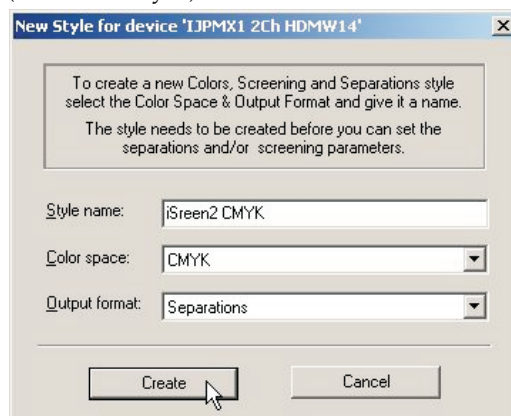 New Style for device 'IJPMX1 2Ch HDMW14'
To create a new Colors, Screening and Separations style
select the Color Space & Output Format and give it a name.
The style needs to be created before you can set the
separations and/or screening parameters.
Style name: iSreen2 CMYK
Color space: CMYK
Output format: Separations
Create Cancel